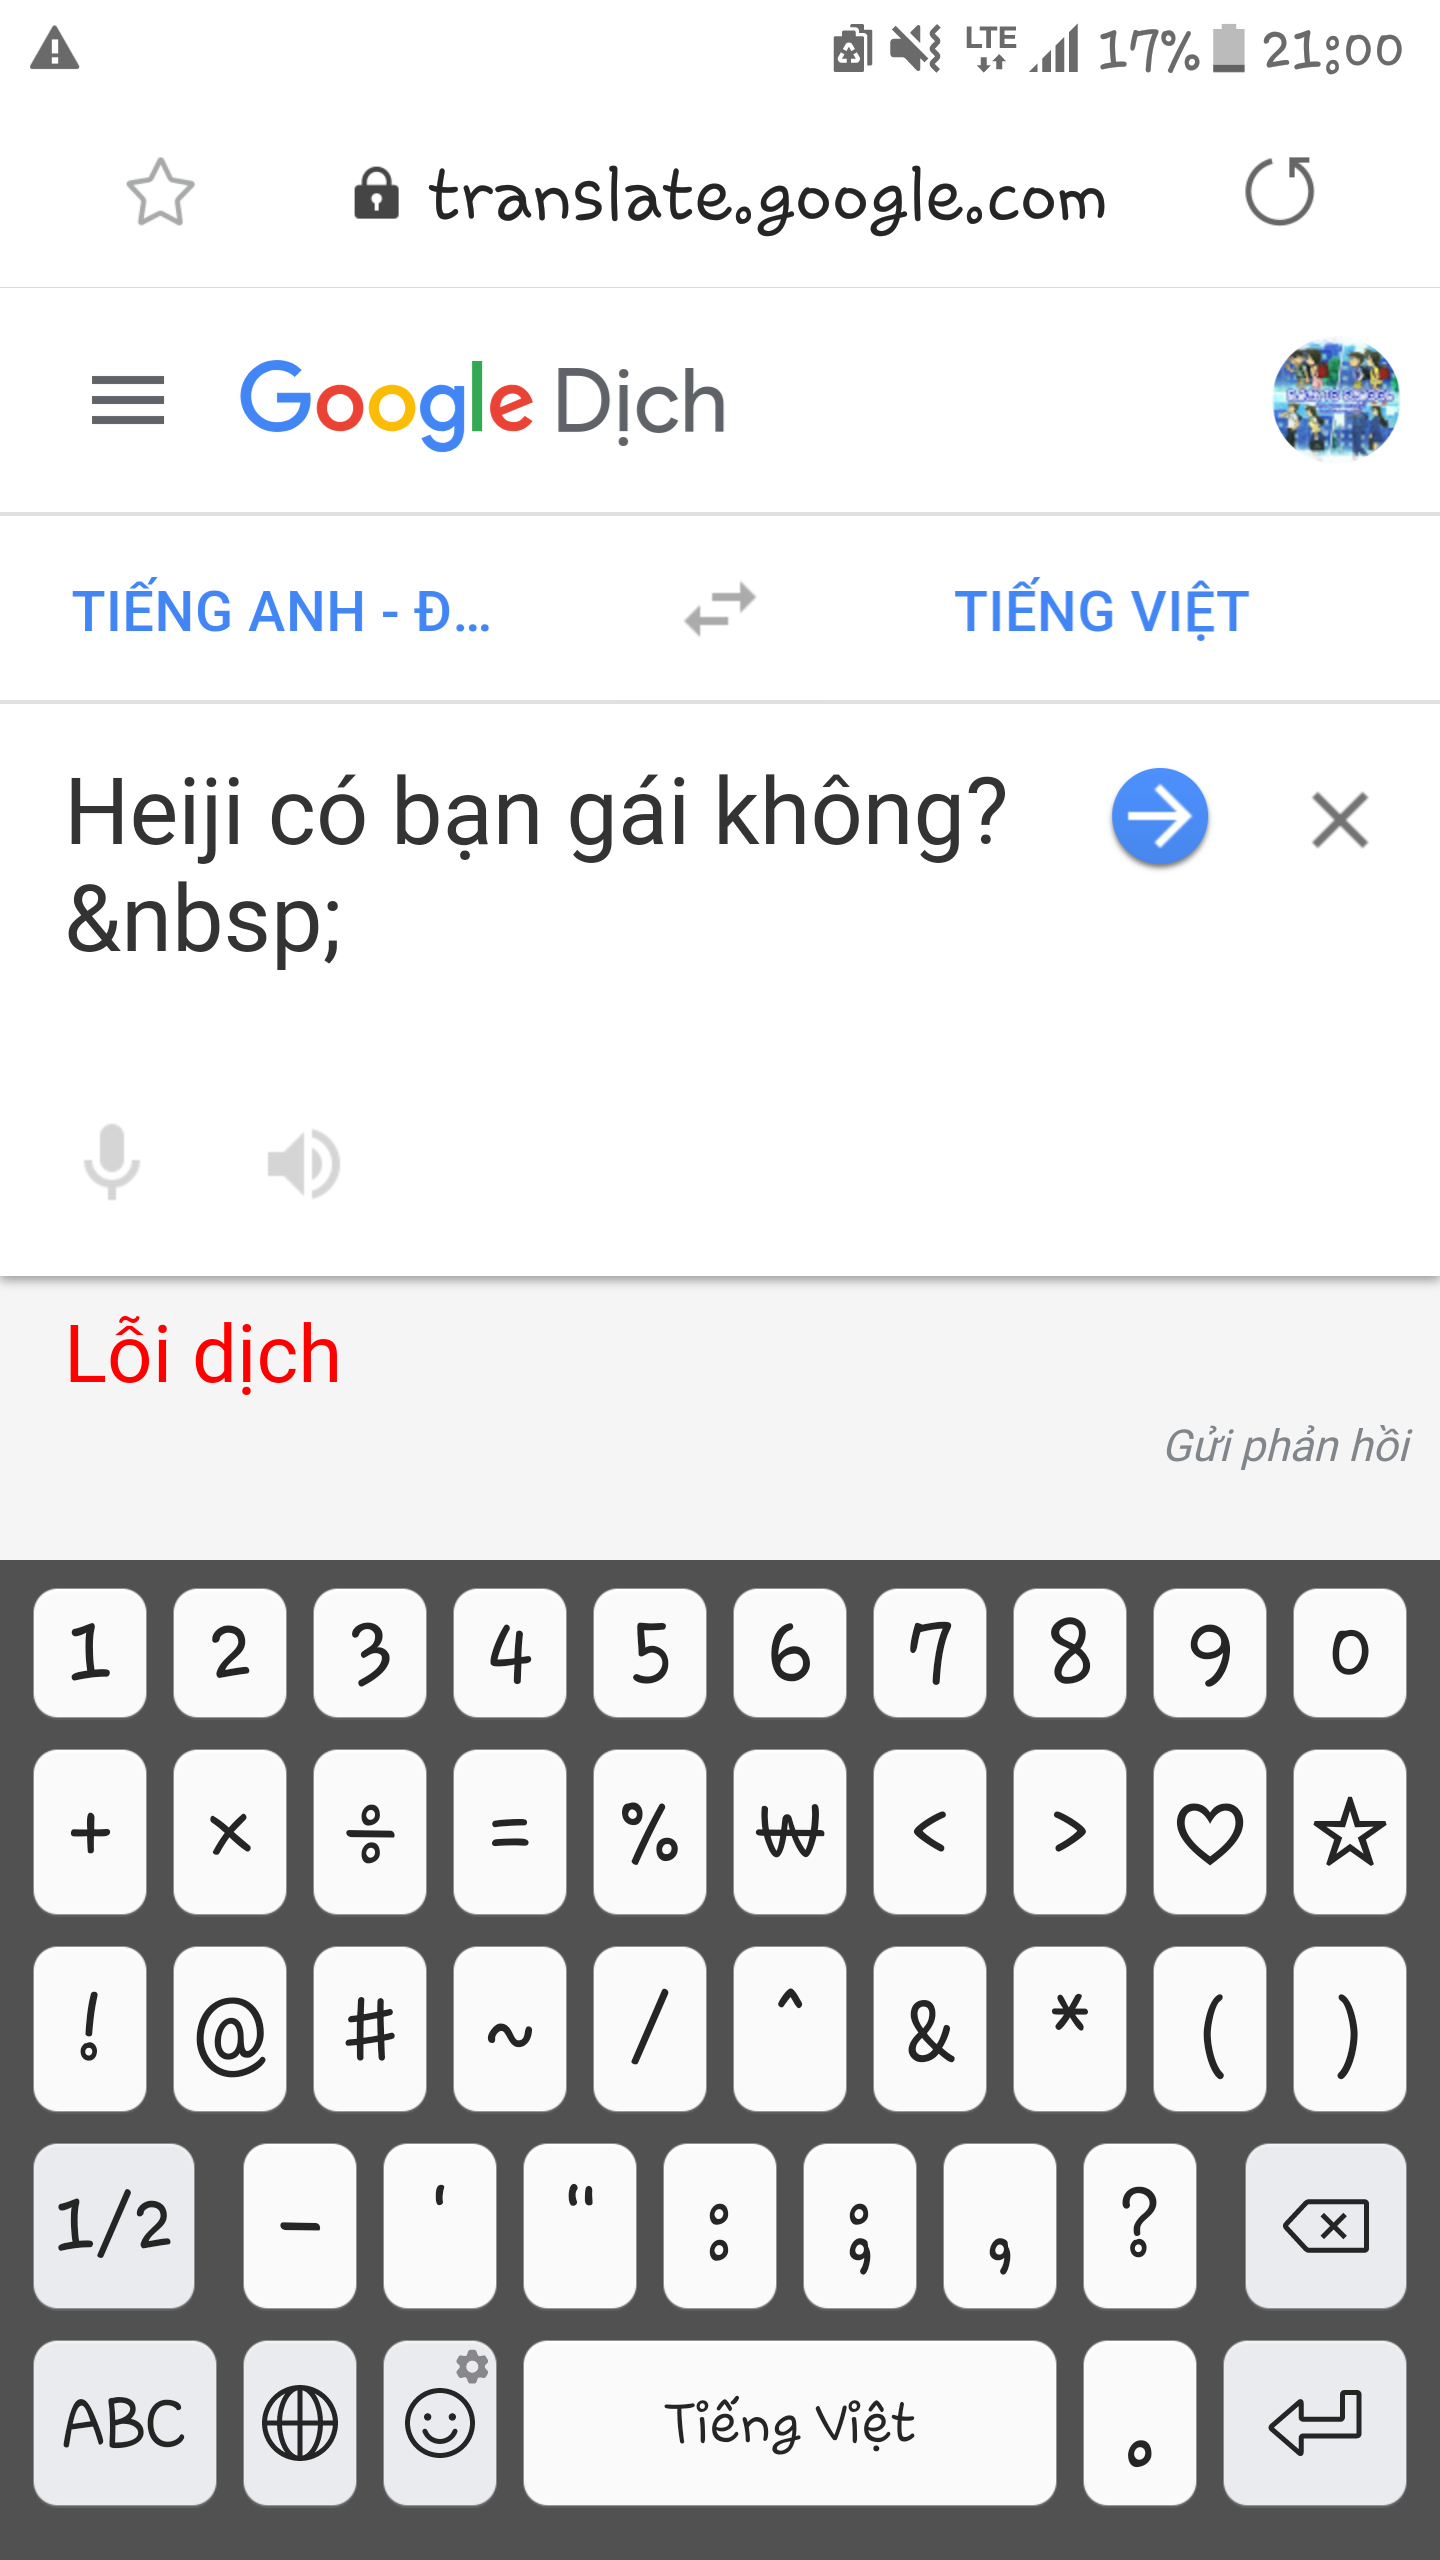 LTE 17% 21:00
translate.google.com
Google Dịch
TIẾNG ANH - Đ... TIẾNG VIỆT
Heiji có bạn gái không?
&nbsp;
Lỗi dịch
Gửi phản hồi
1 2 3 4 5 6 7 8 9 0
+ × ÷ = % ₩ < > ♡ ☆
! @ # ~ / ^ & * ( )
1/2 - ' " : ; , ?
ABC Tiếng Việt .